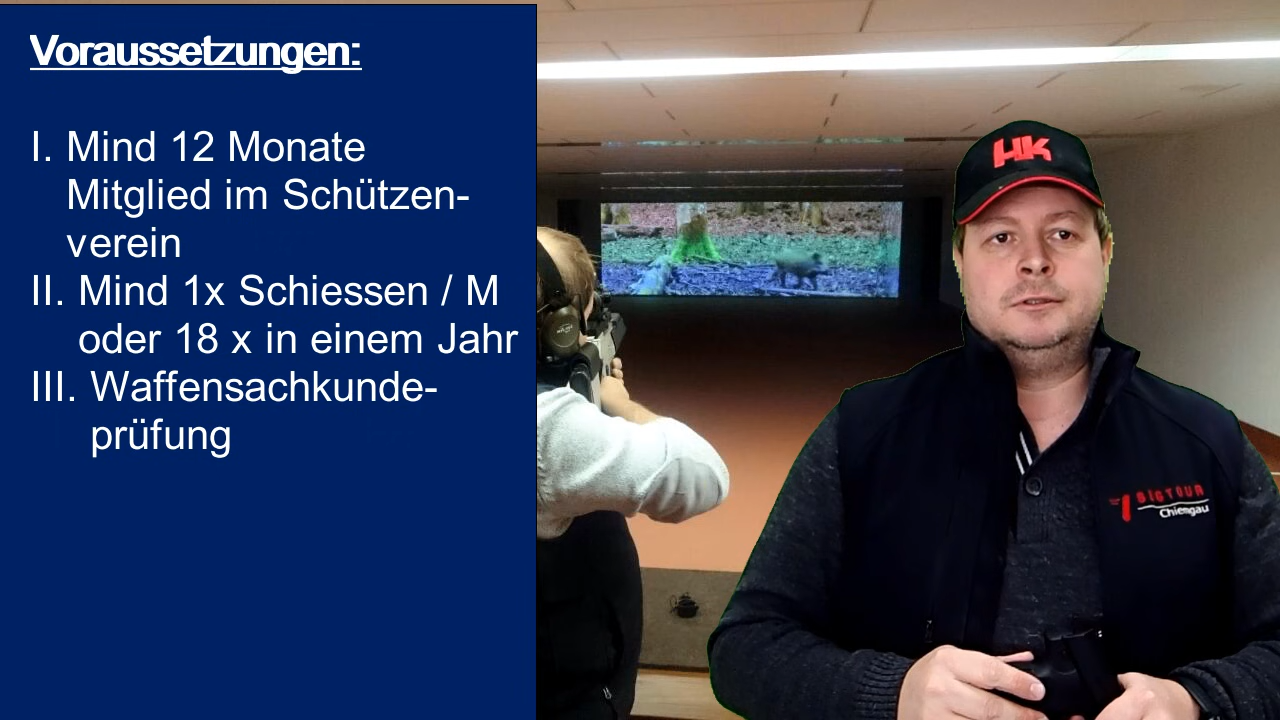 Voraussetzungen:
I. Mind 12 Monate
Mitglied im Schützen-
verein
II. Mind 1x Schiessen / M
oder 18 x in einem Jahr
III. Waffensachkunde-
prüfung
HK
BIGTOUR
Chiemgau